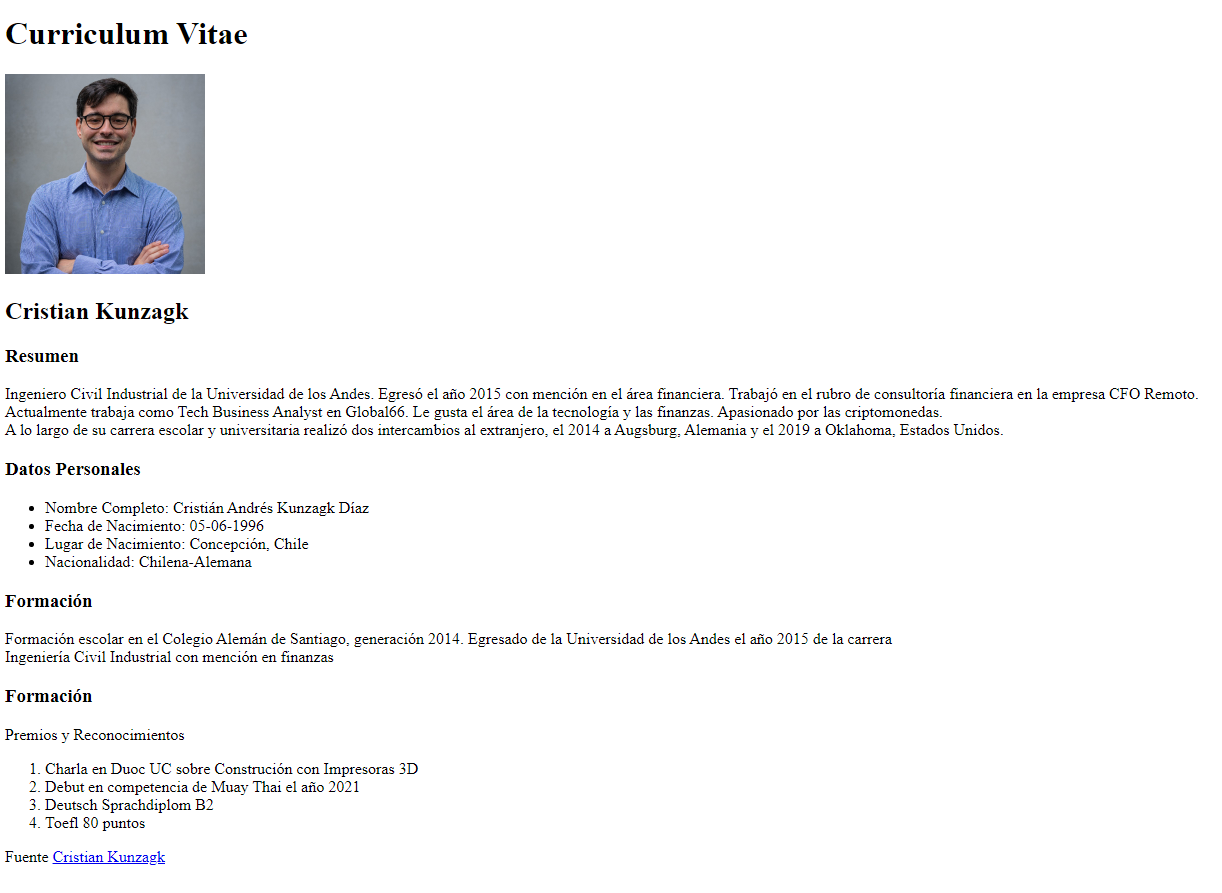 Curriculum Vitae
Cristian Kunzagk
Resumen
Ingeniero Civil Industrial de la Universidad de los Andes. Egresó el año 2015 con mención en el área financiera. Trabajó en el rubro de consultoría financiera en la empresa CFO Remoto.
Actualmente trabaja como Tech Business Analyst en Global66. Le gusta el área de la tecnología y las finanzas. Apasionado por las criptomonedas.
A lo largo de su carrera escolar y universitaria realizó dos intercambios al extranjero, el 2014 a Augsburg, Alemania y el 2019 a Oklahoma, Estados Unidos.
Datos Personales
• Nombre Completo: Cristián Andrés Kunzagk Díaz
• Fecha de Nacimiento: 05-06-1996
• Lugar de Nacimiento: Concepción, Chile
• Nacionalidad: Chilena-Alemana
Formación
Formación escolar en el Colegio Alemán de Santiago, generación 2014. Egresado de la Universidad de los Andes el año 2015 de la carrera
Ingeniería Civil Industrial con mención en finanzas
Formación
Premios y Reconocimientos
1. Charla en Duoc UC sobre Construción con Impresoras 3D
2. Debut en competencia de Muay Thai el año 2021
3. Deutsch Sprachdiplom B2
4. Toefl 80 puntos
Fuente Cristian Kunzagk